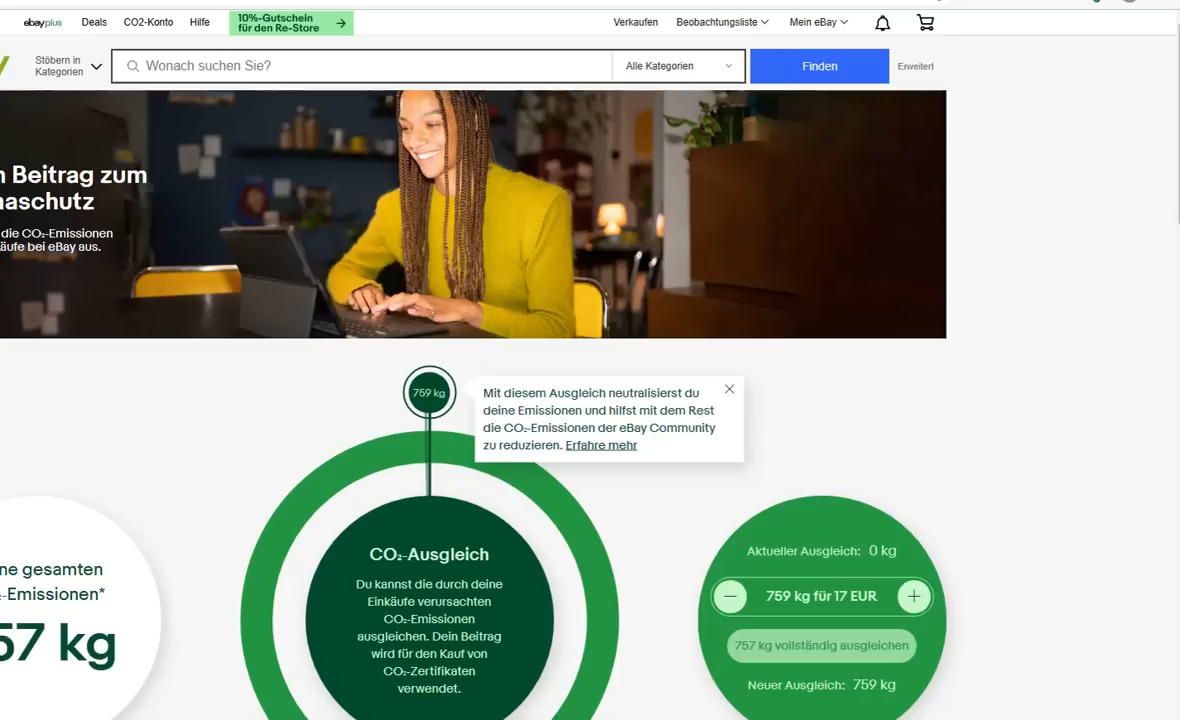 ebayplus
Deals
CO2-Konto
Hilfe
10%-Gutschein
für den Re-Store
Verkaufen
Beobachtungsliste
Mein eBay
Stöbern in
Kategorien
Wonach suchen Sie?
Alle Kategorien
Finden
Erweitert
Beitrag zum
die CO₂-Emissionen
bei eBay aus.
759 kg
Mit diesem Ausgleich neutralisierst du
deine Emissionen und hilfst mit dem Rest
die CO₂-Emissionen der eBay Community
zu reduzieren. Erfahre mehr
ne gesamten
-Emissionen*
57 kg
CO₂-Ausgleich
Du kannst die durch deine
Einkäufe verursachten
CO₂-Emissionen
ausgleichen. Dein Beitrag
wird für den Kauf von
CO₂-Zertifikaten
verwendet.
Aktueller Ausgleich: 0 kg
759 kg für 17 EUR
757 kg vollständig ausgleichen
Neuer Ausgleich: 759 kg